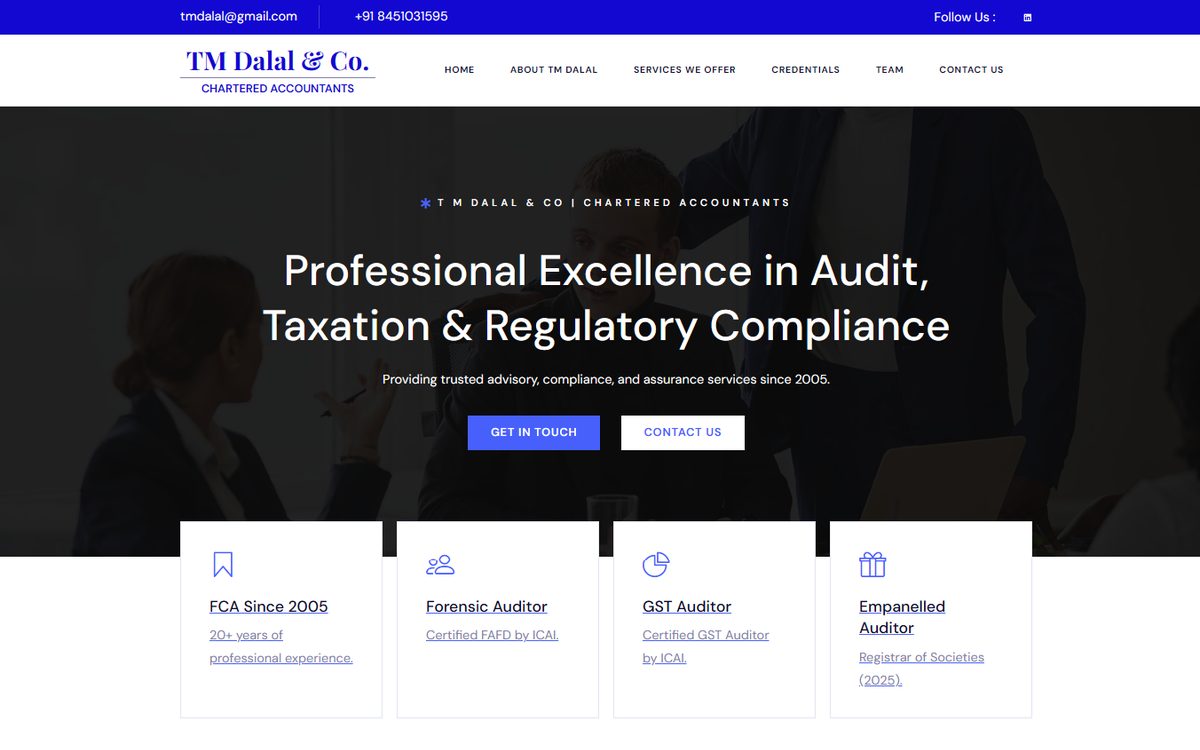 tmdalal@gmail.com
+91 8451031595
Follow Us :
TM Dalal & Co.
CHARTERED ACCOUNTANTS
HOME
ABOUT TM DALAL
SERVICES WE OFFER
CREDENTIALS
TEAM
CONTACT US
T M DALAL & CO | CHARTERED ACCOUNTANTS
Professional Excellence in Audit,
Taxation & Regulatory Compliance
Providing trusted advisory, compliance, and assurance services since 2005.
GET IN TOUCH
CONTACT US
FCA Since 2005
20+ years of
professional experience.
Forensic Auditor
Certified FAFD by ICAI.
GST Auditor
Certified GST Auditor
by ICAI.
Empanelled
Auditor
Registrar of Societies
(2025).